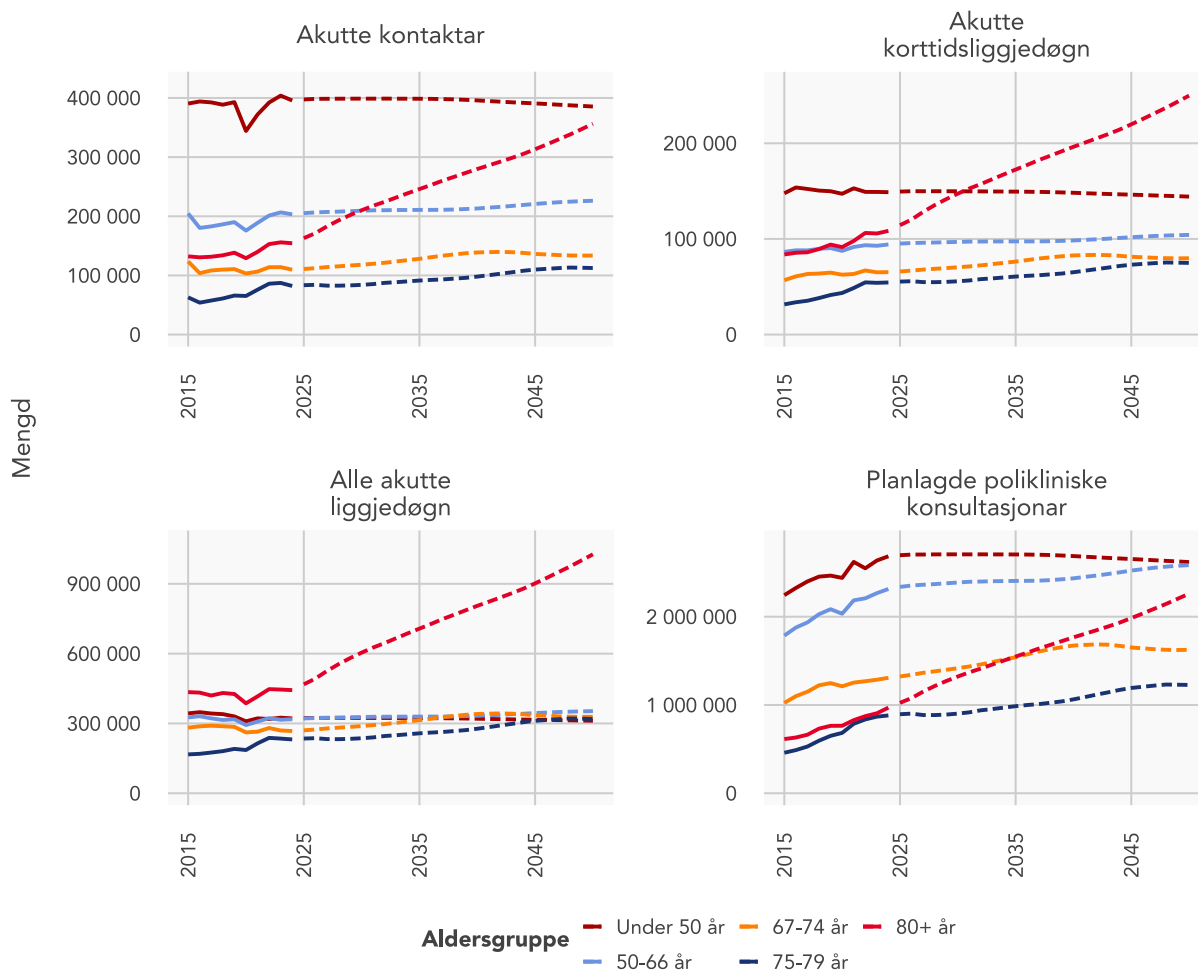 Akutte kontaktar
400 000
300 000
200 000
100 000
0
2015
2025
2035
2045
Akutte
korttidsliggjedøgn
200 000
100 000
0
2015
2025
2035
2045
Mengd
Alle akutte
liggjedøgn
900 000
600 000
300 000
0
2015
2025
2035
2045
Planlagde polikliniske
konsultasjonar
2 000 000
1 000 000
0
2015
2025
2035
2045
Aldersgruppe
Under 50 år
67-74 år
80+ år
50-66 år
75-79 år